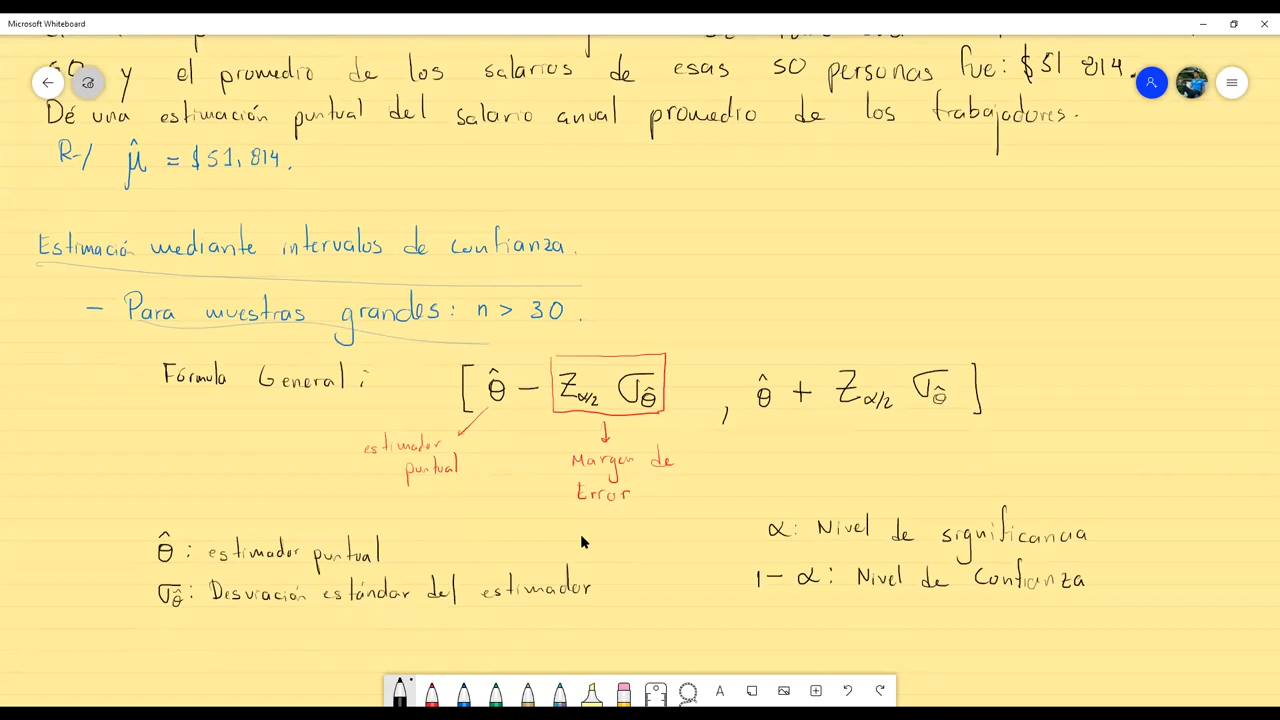 Microsoft Whiteboard
50 y el promedio de los salarios de esas 50 personas fue: $51 814.
Dé una estimación puntual del salario anual promedio de los trabajadores.
R-/ μ̂ = $51,814.
Estimación mediante intervalos de confianza.
- Para muestras grandes: n > 30.
Fórmula General: [ θ̂ - Zα/2 σθ̂ , θ̂ + Zα/2 σθ̂ ]
estimador puntual
Margen de
Error
θ̂: estimador puntual
σθ̂: Desviación estándar del estimador
α: Nivel de significancia
1- α: Nivel de Confianza
A